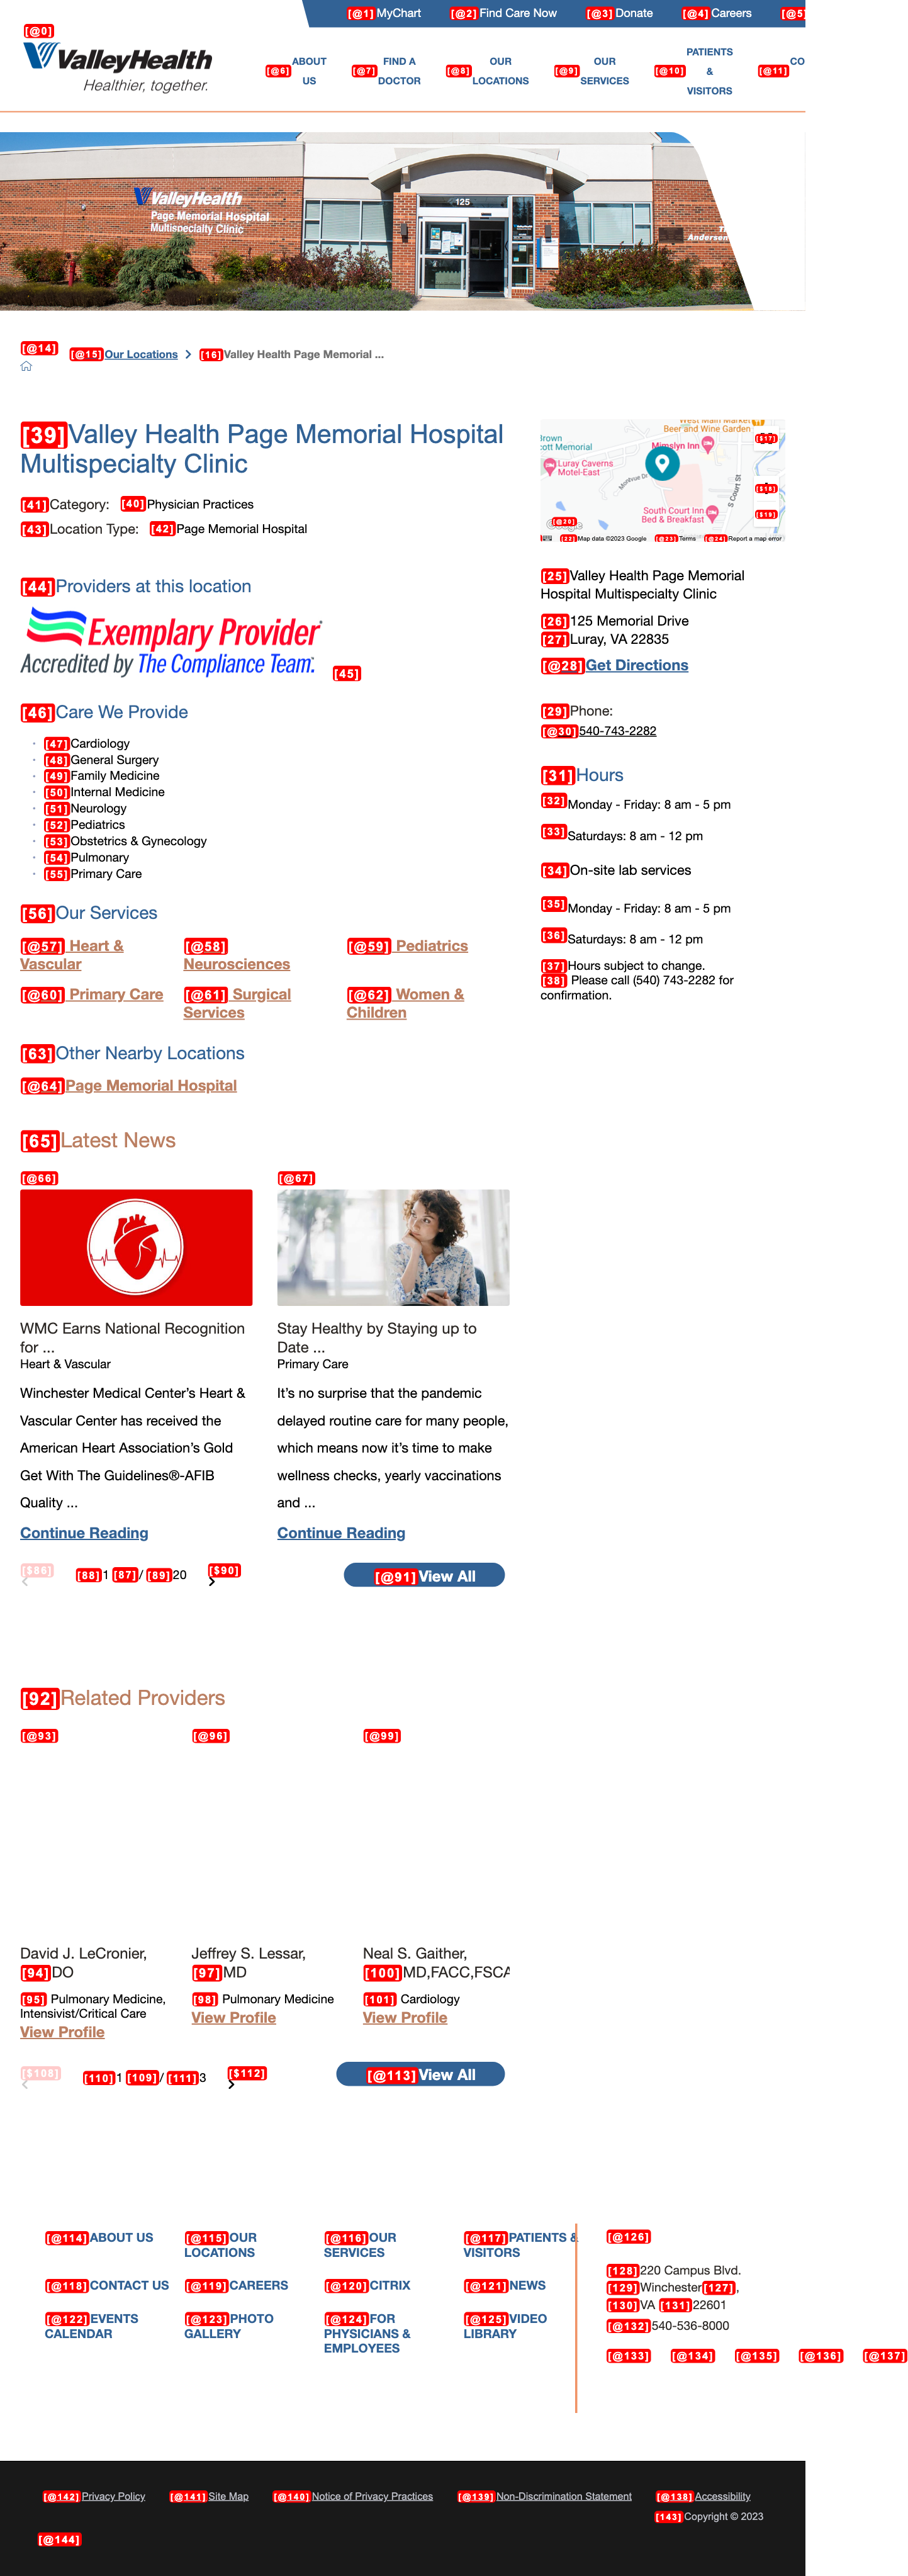 [@1] MyChart [@2] Find Care Now [@3] Donate [@4] Careers [@5]
[@0]
ValleyHealth
Healthier, together.
[@6] ABOUT US
[@7] FIND A DOCTOR
[@8] OUR LOCATIONS
[@9] OUR SERVICES
[@10] PATIENTS & VISITORS
[@11] CO
125
ValleyHealth
Page Memorial Hospital
Multispecialty Clinic
[@14]
[@15]Our Locations > [16]Valley Health Page Memorial ...
[39]Valley Health Page Memorial Hospital
Multispecialty Clinic
[41]Category: [40]Physician Practices
[43]Location Type: [42]Page Memorial Hospital
[44]Providers at this location
Exemplary Provider
Accredited by The Compliance Team.
[45]
[46]Care We Provide
[47]Cardiology
[48]General Surgery
[49]Family Medicine
[50]Internal Medicine
[51]Neurology
[52]Pediatrics
[53]Obstetrics & Gynecology
[54]Pulmonary
[55]Primary Care
[56]Our Services
[@57] Heart & Vascular
[@58] Neurosciences
[@59] Pediatrics
[@60] Primary Care
[@61] Surgical Services
[@62] Women & Children
[63]Other Nearby Locations
[@64]Page Memorial Hospital
West Main Market
Beer and Wine Garden
Brown
cott Memorial
Mimslyn Inn
Luray Caverns
Motel-East
Montvue Dr
S Court St
South Court Inn
Bed & Breakfast
[$17]
[$18]
[$19]
[@20]
[22]Map data ©2023 Google [@23]Terms [@24]Report a map error
[25]Valley Health Page Memorial
Hospital Multispecialty Clinic
[26]125 Memorial Drive
[27]Luray, VA 22835
[@28]Get Directions
[29]Phone:
[@30]540-743-2282
[31]Hours
[32]Monday - Friday: 8 am - 5 pm
[33]Saturdays: 8 am - 12 pm
[34]On-site lab services
[35]Monday - Friday: 8 am - 5 pm
[36]Saturdays: 8 am - 12 pm
[37]Hours subject to change.
[38] Please call (540) 743-2282 for
confirmation.
[65]Latest News
[@66]
WMC Earns National Recognition
for ...
Heart & Vascular
Winchester Medical Center’s Heart &
Vascular Center has received the
American Heart Association’s Gold
Get With The Guidelines®-AFIB
Quality ...
Continue Reading
[@67]
Stay Healthy by Staying up to
Date ...
Primary Care
It’s no surprise that the pandemic
delayed routine care for many people,
which means now it’s time to make
wellness checks, yearly vaccinations
and ...
Continue Reading
[$86] [88]1 [87]/ [89]20 [$90] [@91]View All
[92]Related Providers
[@93] [@96] [@99]
David J. LeCronier,
[94]DO
[95] Pulmonary Medicine,
Intensivist/Critical Care
View Profile
Jeffrey S. Lessar,
[97]MD
[98] Pulmonary Medicine
View Profile
Neal S. Gaither,
[100]MD,FACC,FSCA
[101] Cardiology
View Profile
[$108] [110]1 [109]/ [111]3 [$112] [@113]View All
[@114]ABOUT US
[@115]OUR LOCATIONS
[@116]OUR SERVICES
[@117]PATIENTS & VISITORS
[@118]CONTACT US [@119]CAREERS [@120]CITRIX [@121]NEWS
[@122]EVENTS CALENDAR
[@123]PHOTO GALLERY
[@124]FOR PHYSICIANS & EMPLOYEES
[@125]VIDEO LIBRARY
[@126]
[128]220 Campus Blvd.
[129]Winchester[127],
[130]VA [131]22601
[@132]540-536-8000
[@133] [@134] [@135] [@136] [@137]
[@142]Privacy Policy [@141]Site Map [@140]Notice of Privacy Practices [@139]Non-Discrimination Statement [@138]Accessibility
[143]Copyright © 2023
[@144]